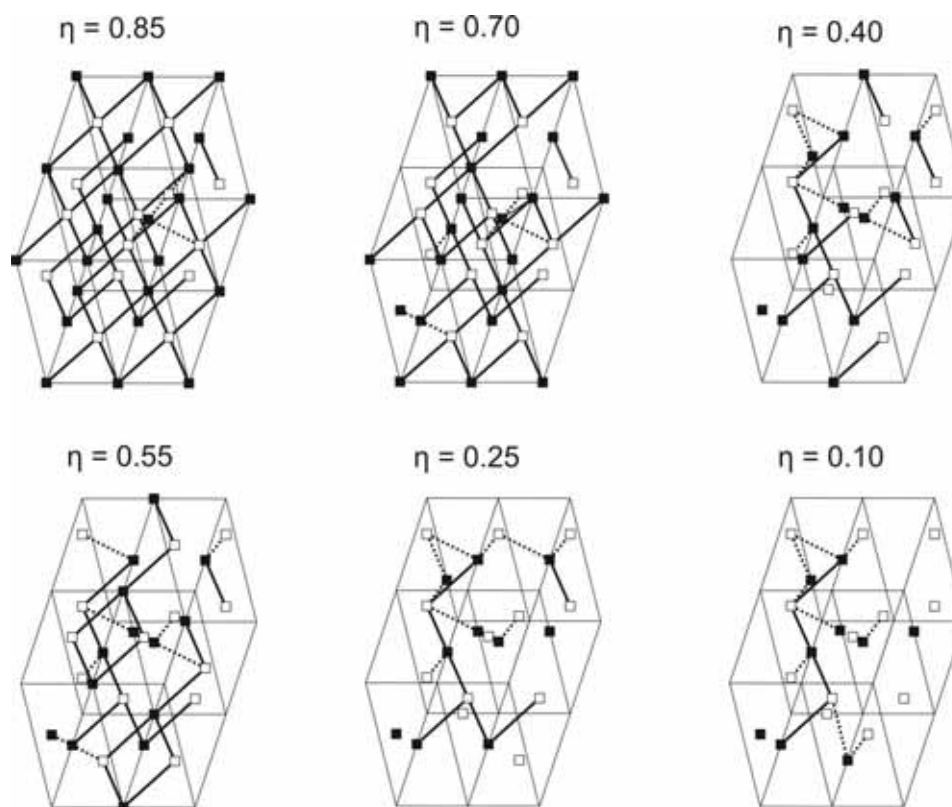 η = 0.85
η = 0.70
η = 0.40
η = 0.55
η = 0.25
η = 0.10